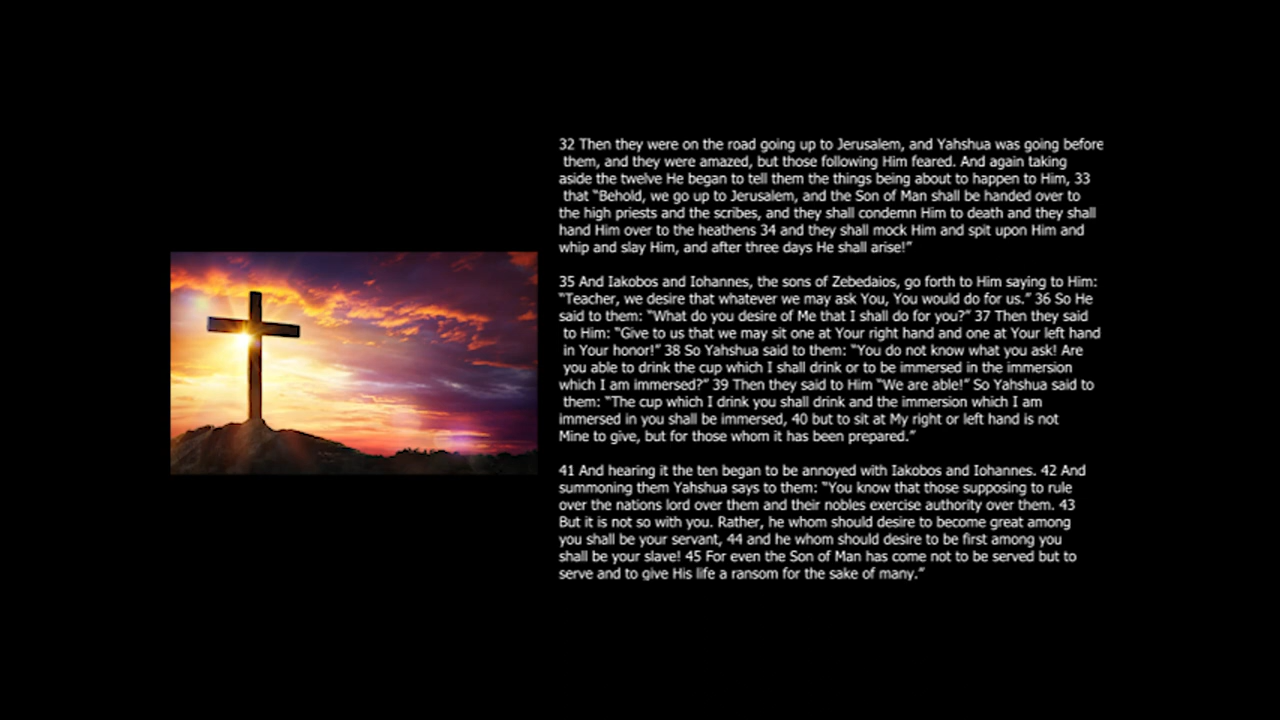 32 Then they were on the road going up to Jerusalem, and Yahshua was going before
them, and they were amazed, but those following Him feared. And again taking
aside the twelve He began to tell them the things being about to happen to Him, 33
that “Behold, we go up to Jerusalem, and the Son of Man shall be handed over to
the high priests and the scribes, and they shall condemn Him to death and they shall
hand Him over to the heathens 34 and they shall mock Him and spit upon Him and
whip and slay Him, and after three days He shall arise!”
35 And Iakobos and Iohannes, the sons of Zebedaios, go forth to Him saying to Him:
“Teacher, we desire that whatever we may ask You, You would do for us.” 36 So He
said to them: “What do you desire of Me that I shall do for you?” 37 Then they said
to Him: “Give to us that we may sit one at Your right hand and one at Your left hand
in Your honor!” 38 So Yahshua said to them: “You do not know what you ask! Are
you able to drink the cup which I shall drink or to be immersed in the immersion
which I am immersed?” 39 Then they said to Him “We are able!” So Yahshua said to
them: “The cup which I drink you shall drink and the immersion which I am
immersed in you shall be immersed, 40 but to sit at My right or left hand is not
Mine to give, but for those whom it has been prepared.”
41 And hearing it the ten began to be annoyed with Iakobos and Iohannes. 42 And
summoning them Yahshua says to them: “You know that those supposing to rule
over the nations lord over them and their nobles exercise authority over them. 43
But it is not so with you. Rather, he whom should desire to become great among
you shall be your servant, 44 and he whom should desire to be first among you
shall be your slave! 45 For even the Son of Man has come not to be served but to
serve and to give His life a ransom for the sake of many.”